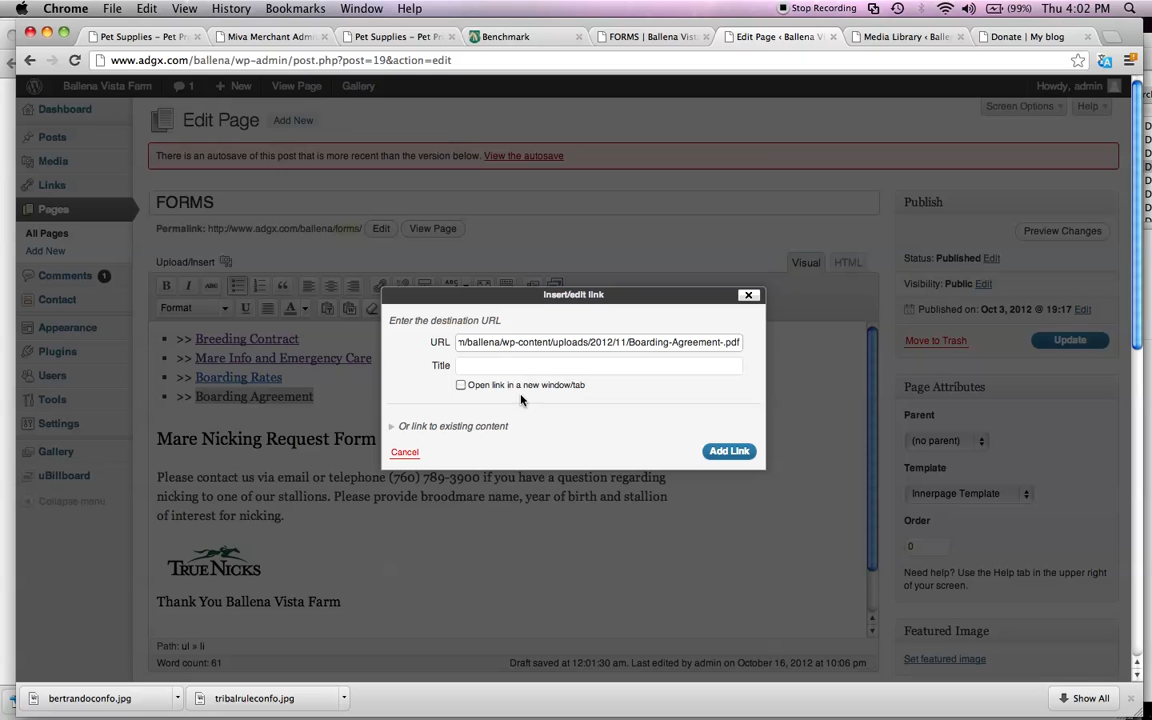 Chrome File Edit View History Bookmarks Window Help Stop Recording (99%) Thu 4:02 PM
Pet Supplies - Pet Pr Miva Merchant Admi Pet Supplies - Pet Pr Benchmark FORMS | Ballena Vist Edit Page ‹ Ballena Vi Media Library ‹ Balle Donate | My blog
www.adgx.com/ballena/wp-admin/post.php?post=19&action=edit
Ballena Vista Farm 1 + New View Page Gallery Howdy, admin
Dashboard
Posts
Media
Links
Pages
All Pages
Add New
Comments 1
Contact
Appearance
Plugins
Users
Tools
Settings
Gallery
uBillboard
Collapse menu
Edit Page Add New
Screen Options Help
There is an autosave of this post that is more recent than the version below. View the autosave
FORMS
Permalink: http://www.adgx.com/ballena/forms/ Edit View Page
Upload/Insert Visual HTML
B I ABC
Format U A
>> Breeding Contract
>> Mare Info and Emergency Care
>> Boarding Rates
>> Boarding Agreement
Mare Nicking Request Form
Please contact us via email or telephone (760) 789-3900 if you have a question regarding
nicking to one of our stallions. Please provide broodmare name, year of birth and stallion
of interest for nicking.
TRUENICKS
Thank You Ballena Vista Farm
Path: ul » li
Word count: 61 Draft saved at 12:01:30 am. Last edited by admin on October 16, 2012 at 10:06 pm
Insert/edit link
Enter the destination URL
URL m/ballena/wp-content/uploads/2012/11/Boarding-Agreement-.pdf
Title
Open link in a new window/tab
Or link to existing content
Cancel Add Link
Publish
Preview Changes
Status: Published Edit
Visibility: Public Edit
Published on: Oct 3, 2012 @ 19:17 Edit
Move to Trash Update
Page Attributes
Parent
(no parent)
Template
Innerpage Template
Order
0
Need help? Use the Help tab in the upper right
of your screen.
Featured Image
Set featured image
bertrandoconfo.jpg tribalruleconfo.jpg Show All